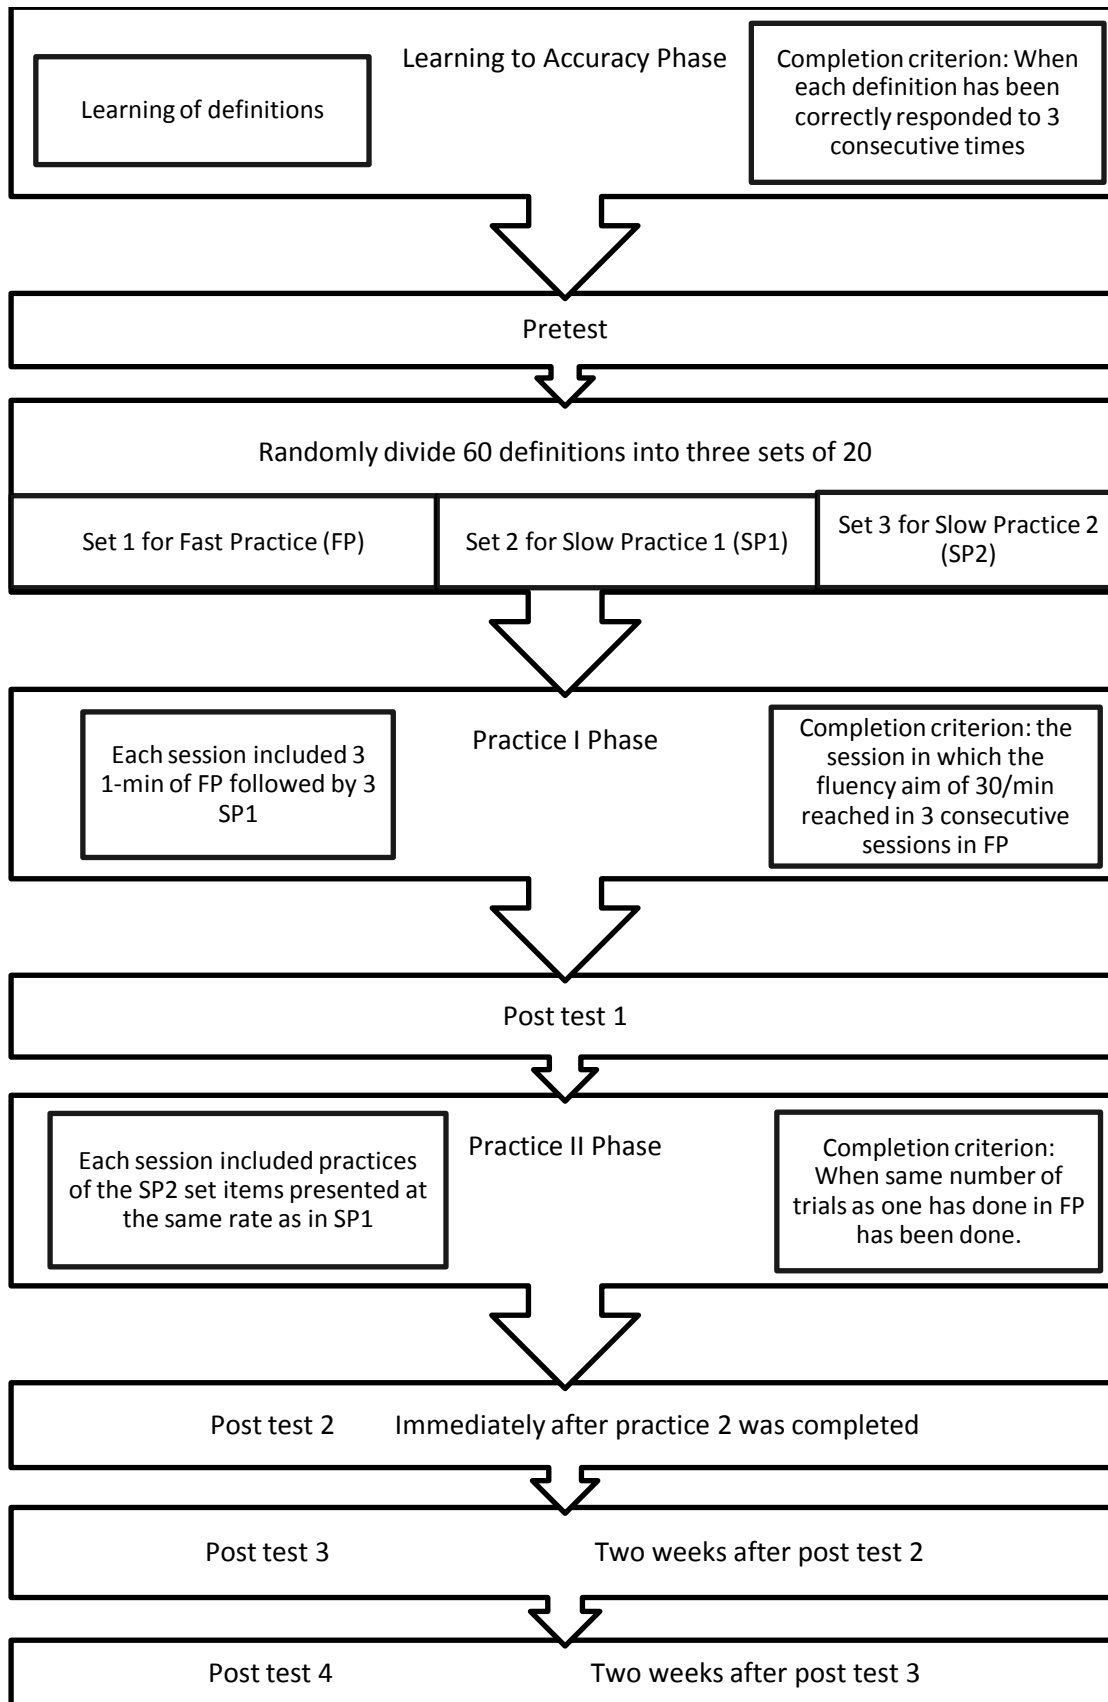 Learning to Accuracy Phase
Learning of definitions
Completion criterion: When
each definition has been
correctly responded to 3
consecutive times
Pretest
Randomly divide 60 definitions into three sets of 20
Set 1 for Fast Practice (FP)
Set 2 for Slow Practice 1 (SP1)
Set 3 for Slow Practice 2
(SP2)
Practice I Phase
Each session included 3
1-min of FP followed by 3
SP1
Completion criterion: the
session in which the
fluency aim of 30/min
reached in 3 consecutive
sessions in FP
Post test 1
Practice II Phase
Each session included practices
of the SP2 set items presented at
the same rate as in SP1
Completion criterion:
When same number of
trials as one has done in FP
has been done.
Post test 2 Immediately after practice 2 was completed
Post test 3 Two weeks after post test 2
Post test 4 Two weeks after post test 3